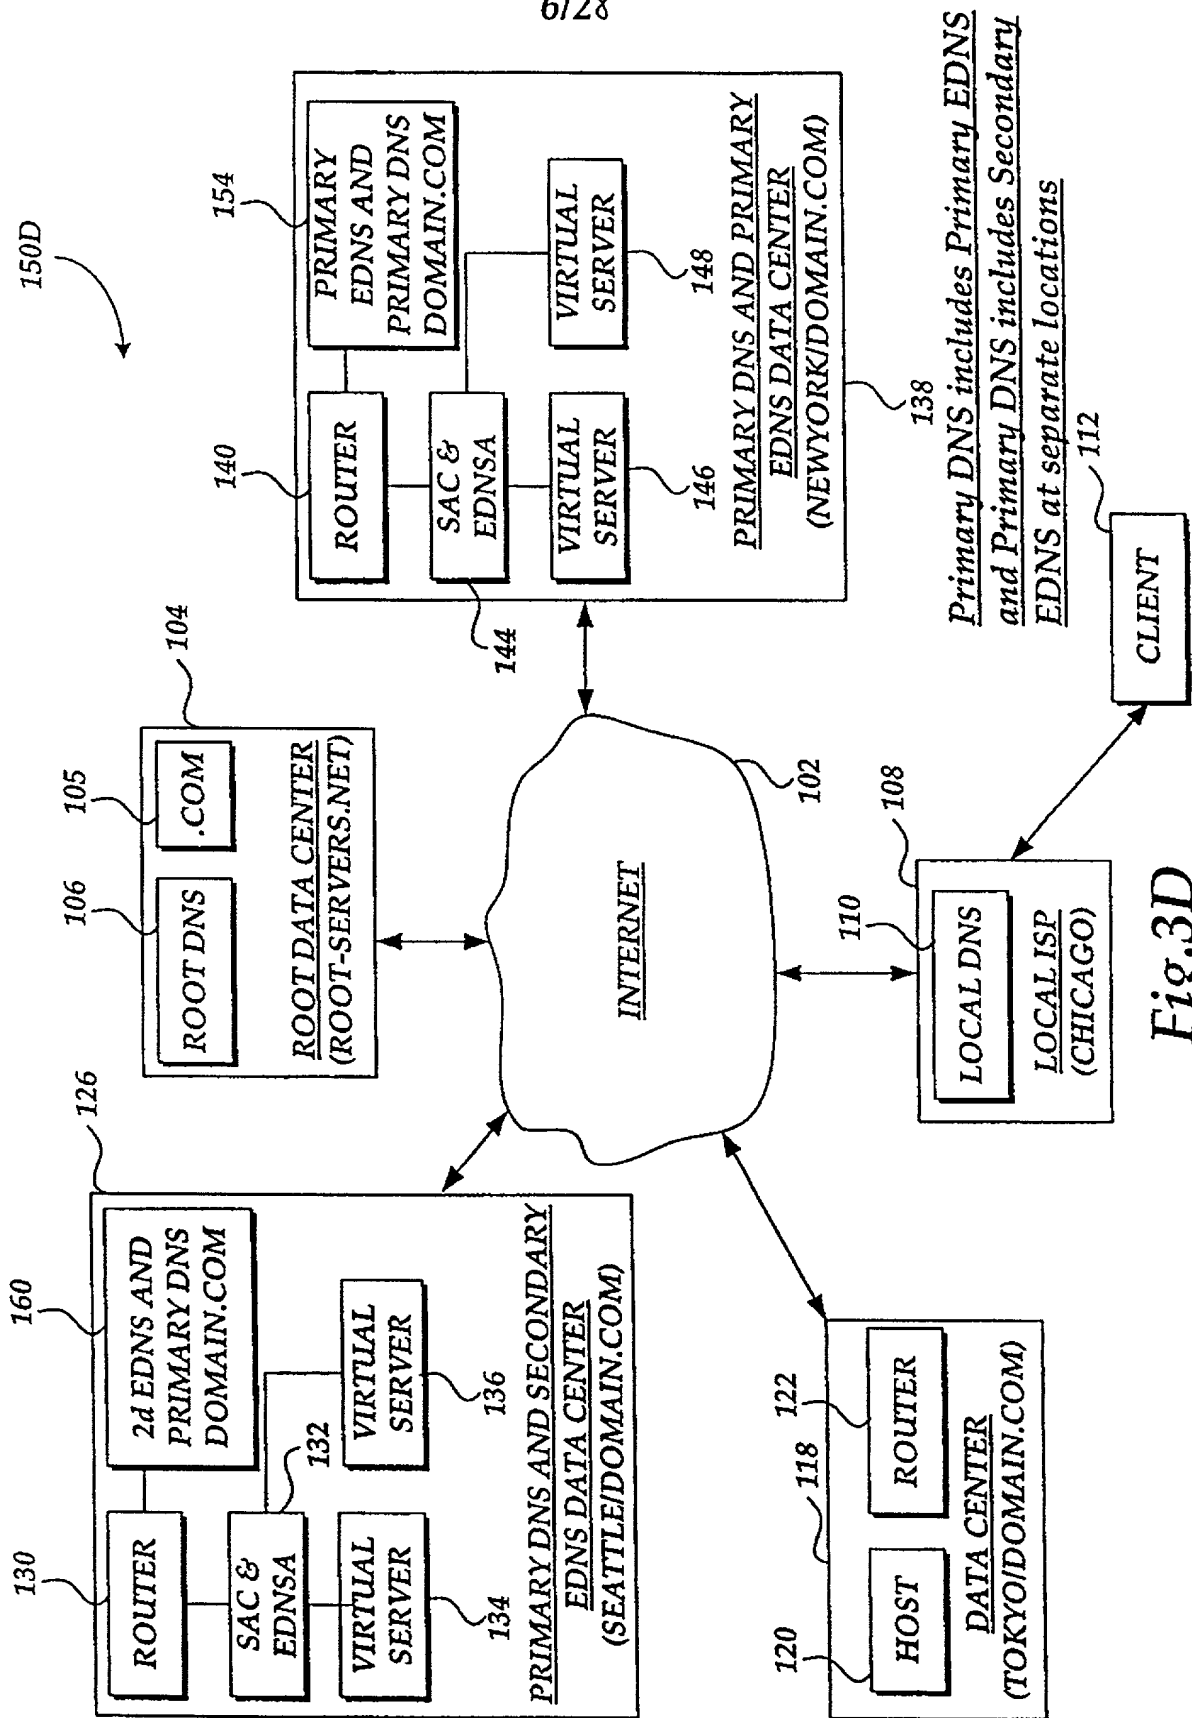 6/28
150D
126
160
2d EDNS AND
PRIMARY DNS
DOMAIN.COM
130
ROUTER
SAC &
EDNSA
132
VIRTUAL
SERVER
134
VIRTUAL
SERVER
136
PRIMARY DNS AND SECONDARY
EDNS DATA CENTER
(SEATTLE/DOMAIN.COM)
104
106
ROOT DNS
105
.COM
ROOT DATA CENTER
(ROOT-SERVERS.NET)
154
PRIMARY
EDNS AND
PRIMARY DNS
DOMAIN.COM
140
ROUTER
SAC &
EDNSA
144
VIRTUAL
SERVER
146
VIRTUAL
SERVER
148
PRIMARY DNS AND PRIMARY
EDNS DATA CENTER
(NEWYORK/DOMAIN.COM)
138
INTERNET
102
120
HOST
118
122
ROUTER
DATA CENTER
(TOKYO/DOMAIN.COM)
108
110
LOCAL DNS
LOCAL ISP
(CHICAGO)
112
CLIENT
Primary DNS includes Primary EDNS
and Primary DNS includes Secondary
EDNS at separate locations
Fig.3D